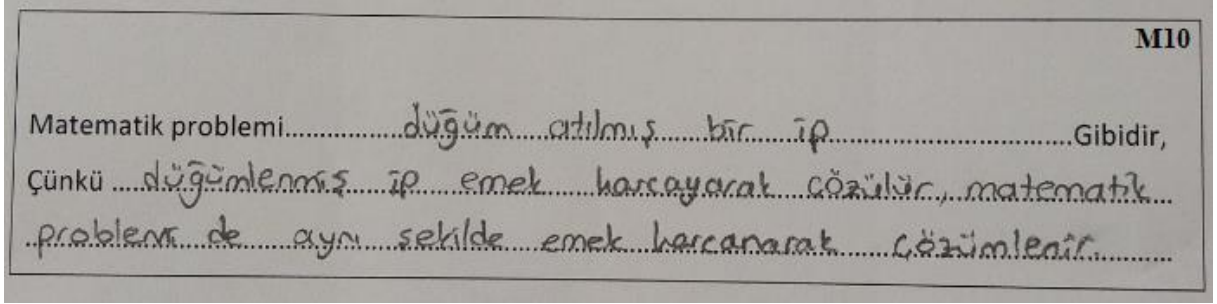 M10
Matematik problemi.................düğüm....atılmış.....bir.....ip...............................Gibidir,
Çünkü.....düğümlenmiş ip emek harcayarak çözülür, matematik...
..problemi de aynı sekilde emek harcanarak çözümlenir..........